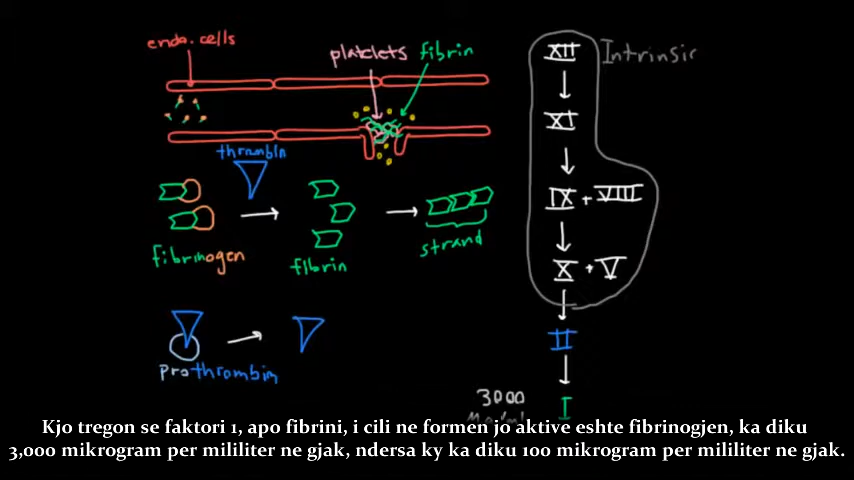 endo. cells
platelets
fibrin
XII
Intrinsic
XI
thrombin
IX + VIII
fibrinogen
fibrin
strand
X + V
II
prothrombin
3000
I
Kjo tregon se faktori 1, apo fibrini, i cili ne formen jo aktive eshte fibrinogjen, ka diku
3,000 mikrogram per mililiter ne gjak, ndersa ky ka diku 100 mikrogram per mililiter ne gjak.